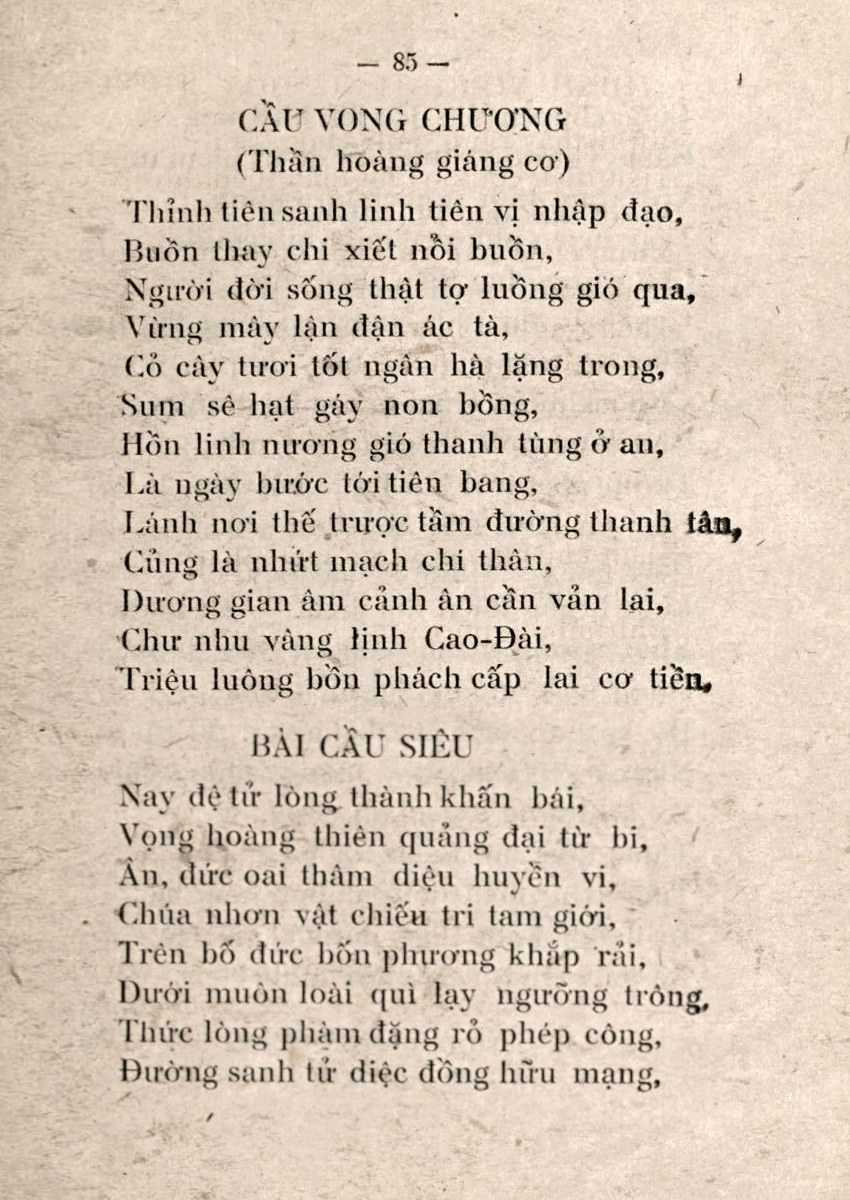 — 85 —
CẦU VONG CHƯƠNG
(Thần hoàng giáng cơ)
Thỉnh tiên sanh linh tiên vị nhập đạo,
Buồn thay chi xiết nỗi buồn,
Người đời sống thật tợ luồng gió qua,
Vừng mây lận đận ác tà,
Cỏ cây tươi tốt ngân hà lặng trong,
Sum sê hạt gáy non bồng,
Hồn linh nương gió thanh tùng ở an,
Là ngày bước tới tiên bang,
Lánh nơi thế trược tầm đường thanh tân,
Củng là nhứt mạch chi thân,
Dương gian âm cảnh ân cần vản lai,
Chư nhu vàng lịnh Cao-Đài,
Triệu luông bồn phách cấp lai cơ tiền,
BÀI CẦU SIÊU
Nay đệ tử lòng thành khấn bái,
Vọng hoàng thiên quảng đại từ bi,
Ân, đức oai thâm diệu huyền vi,
Chúa nhơn vật chiếu tri tam giới,
Trên bố đức bốn phương khắp rải,
Dưới muôn loài quì lạy ngưỡng trông,
Thức lòng phàm đặng rỏ phép công,
Đường sanh tử diệc đồng hữu mạng,